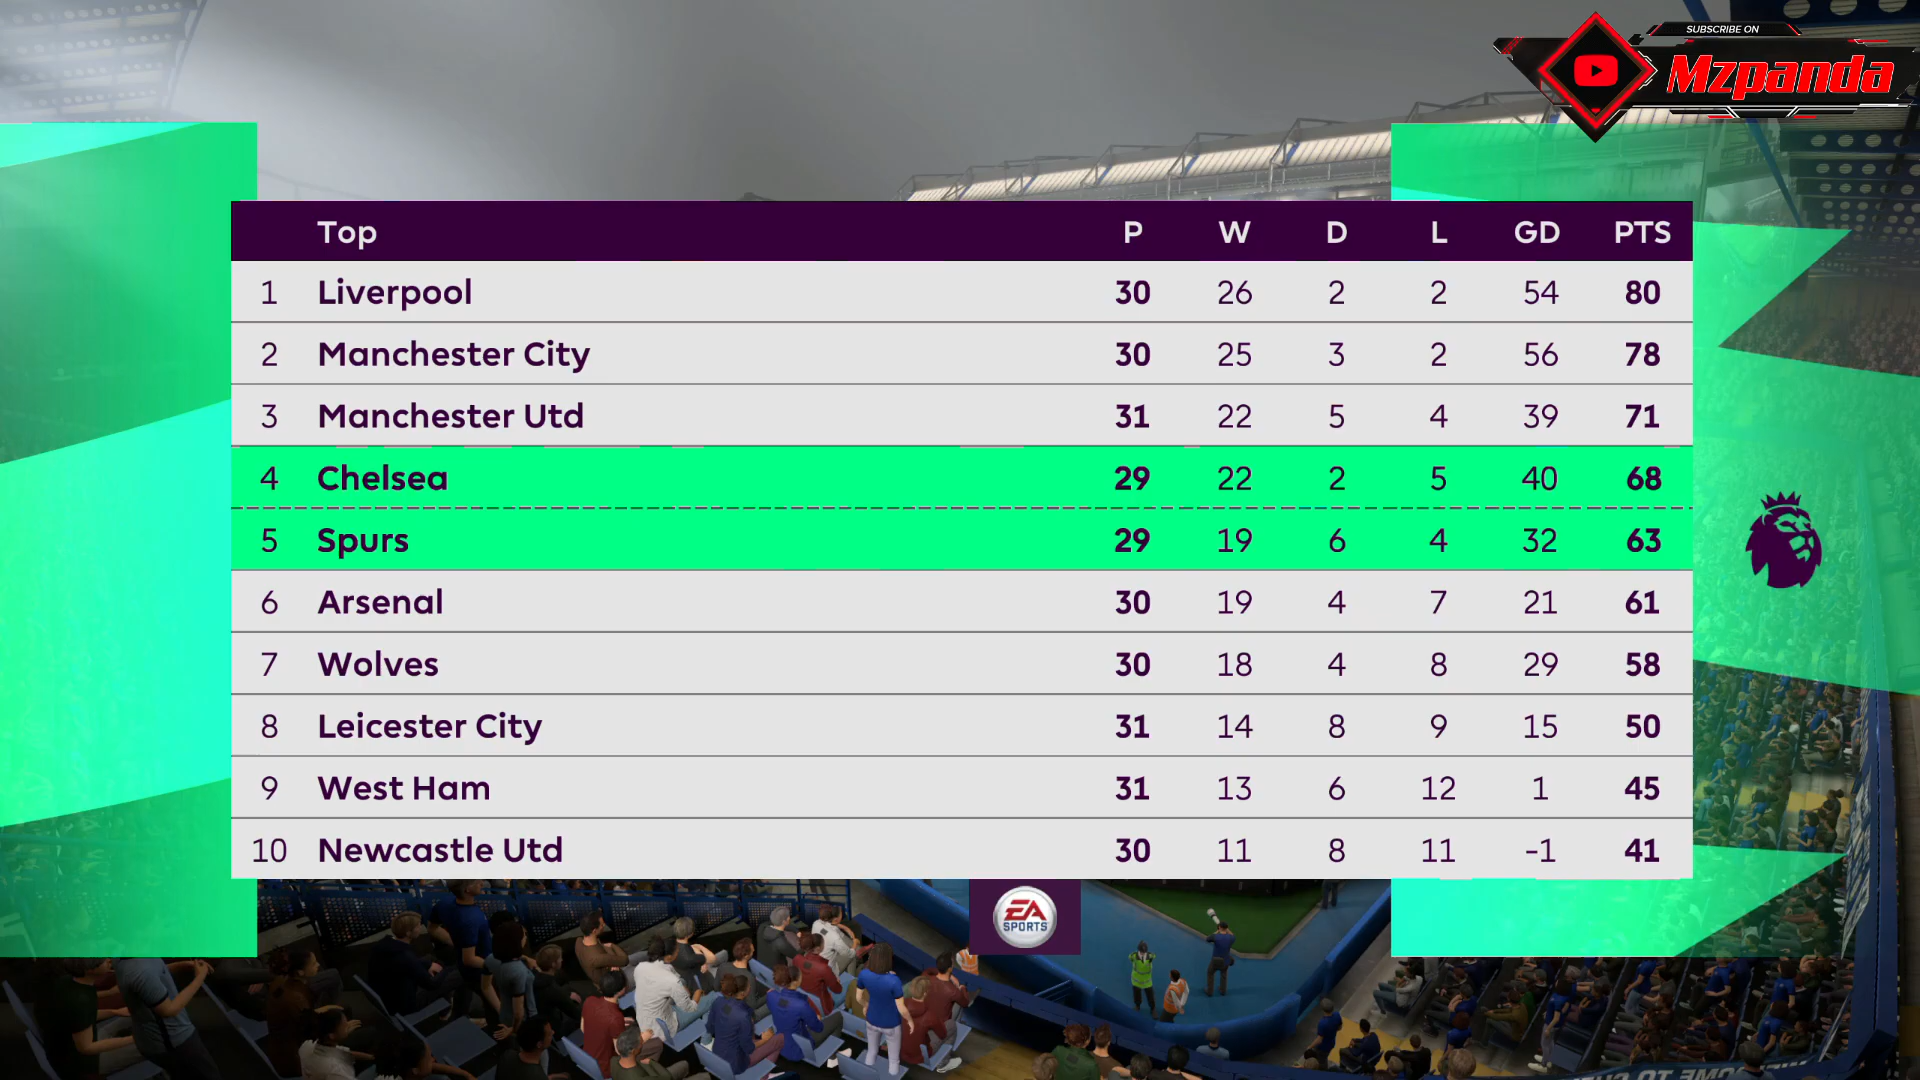 SUBSCRIBE ON
Mzpanda
Top P W D L GD PTS
1 Liverpool 30 26 2 2 54 80
2 Manchester City 30 25 3 2 56 78
3 Manchester Utd 31 22 5 4 39 71
4 Chelsea 29 22 2 5 40 68
5 Spurs 29 19 6 4 32 63
6 Arsenal 30 19 4 7 21 61
7 Wolves 30 18 4 8 29 58
8 Leicester City 31 14 8 9 15 50
9 West Ham 31 13 6 12 1 45
10 Newcastle Utd 30 11 8 11 -1 41
EA
SPORTS